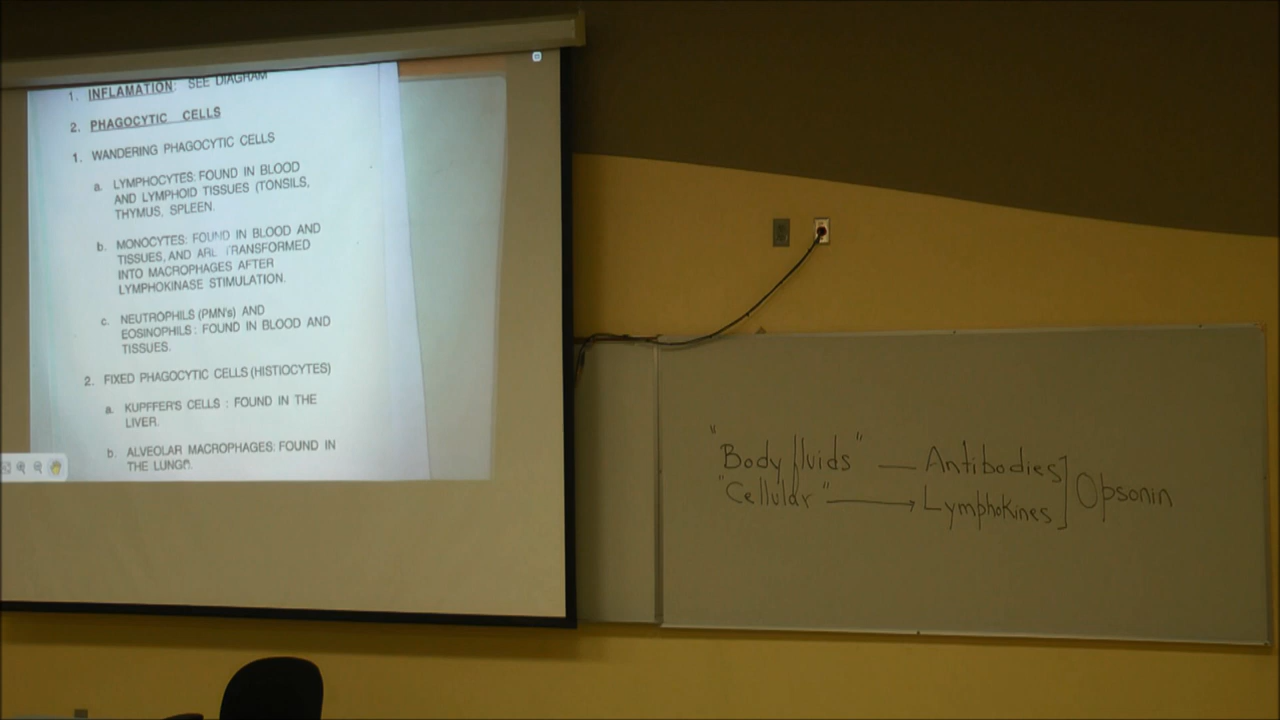 1. INFLAMATION: SEE DIAGRAM
2. PHAGOCYTIC CELLS
1. WANDERING PHAGOCYTIC CELLS
a. LYMPHOCYTES: FOUND IN BLOOD
AND LYMPHOID TISSUES (TONSILS,
THYMUS, SPLEEN.
b. MONOCYTES: FOUND IN BLOOD AND
TISSUES, AND ARE TRANSFORMED
INTO MACROPHAGES AFTER
LYMPHOKINASE STIMULATION.
c. NEUTROPHILS (PMN's) AND
EOSINOPHILS : FOUND IN BLOOD AND
TISSUES.
2. FIXED PHAGOCYTIC CELLS (HISTIOCYTES)
a. KUPFFER'S CELLS : FOUND IN THE
LIVER.
b. ALVEOLAR MACROPHAGES: FOUND IN
THE LUNG.
"Body fluids" — Antibodies
"Cellular" → Lymphokines
] Opsonin